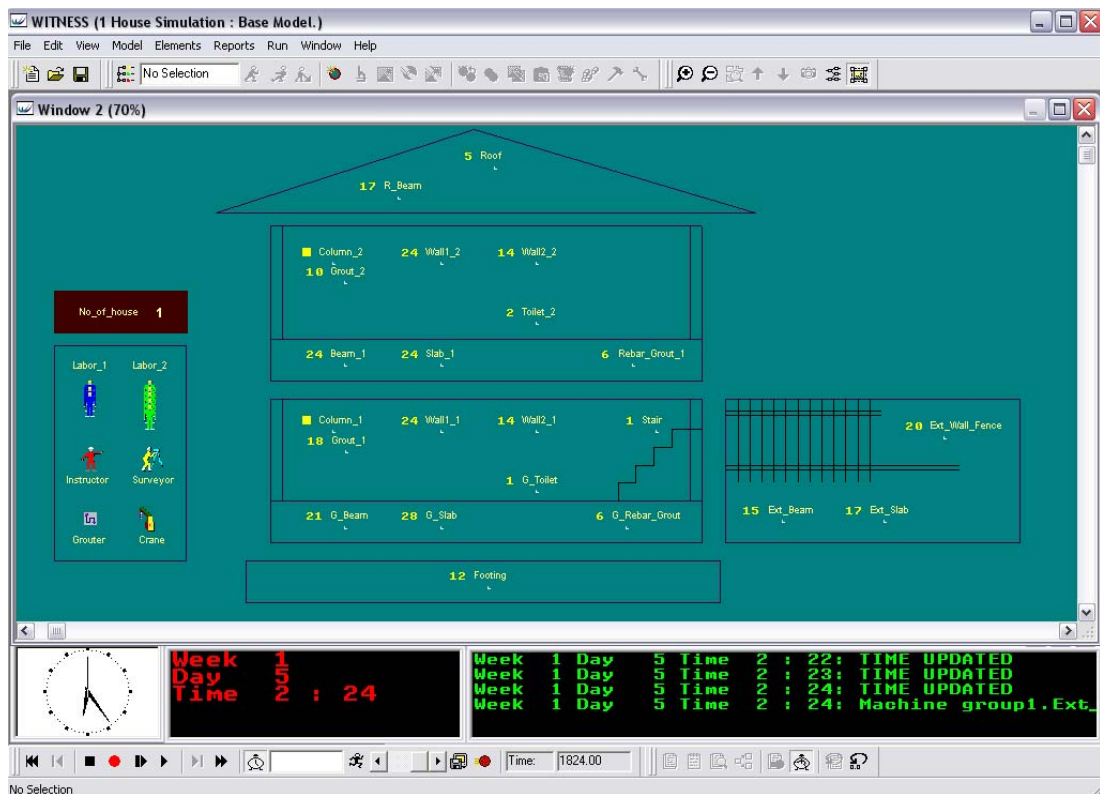 WITNESS (1 House Simulation : Base Model.)
File Edit View Model Elements Reports Run Window Help
No Selection
Window 2 (70%)
5 Roof
17 R_Beam
Column_2 24 Wall1_2 14 Wall2_2
10 Grout_2
No_of_house 1
2 Toilet_2
24 Beam_1 24 Slab_1 6 Rebar_Grout_1
Labor_1 Labor_2
Column_1 24 Wall1_1 14 Wall2_1 1 Stair
18 Grout_1
20 Ext_Wall_Fence
Instructor Surveyor
1 G_Toilet
21 G_Beam 28 G_Slab 6 G_Rebar_Grout
15 Ext_Beam 17 Ext_Slab
Grouter Crane
12 Footing
Week 1
Day 5
Time 2 : 24
Week 1 Day 5 Time 2 : 22: TIME UPDATED
Week 1 Day 5 Time 2 : 23: TIME UPDATED
Week 1 Day 5 Time 2 : 24: TIME UPDATED
Week 1 Day 5 Time 2 : 24: Machine group1.Ext_
Time: 1824.00
No Selection